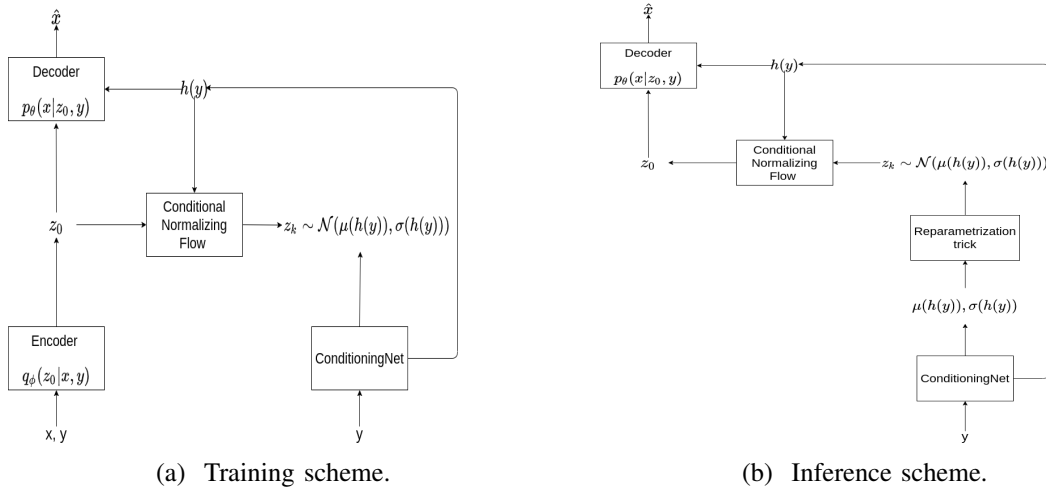 x̂
Decoder
p_θ(x|z_0, y)
h(y)
z_0
Conditional
Normalizing
Flow
z_k ∼ 𝒩(μ(h(y)), σ(h(y)))
Encoder
q_ϕ(z_0|x, y)
ConditioningNet
x, y
y
(a) Training scheme.
x̂
Decoder
p_θ(x|z_0, y)
h(y)
z_0
Conditional
Normalizing
Flow
z_k ∼ 𝒩(μ(h(y)), σ(h(y)))
Reparametrization
trick
μ(h(y)), σ(h(y))
ConditioningNet
y
(b) Inference scheme.